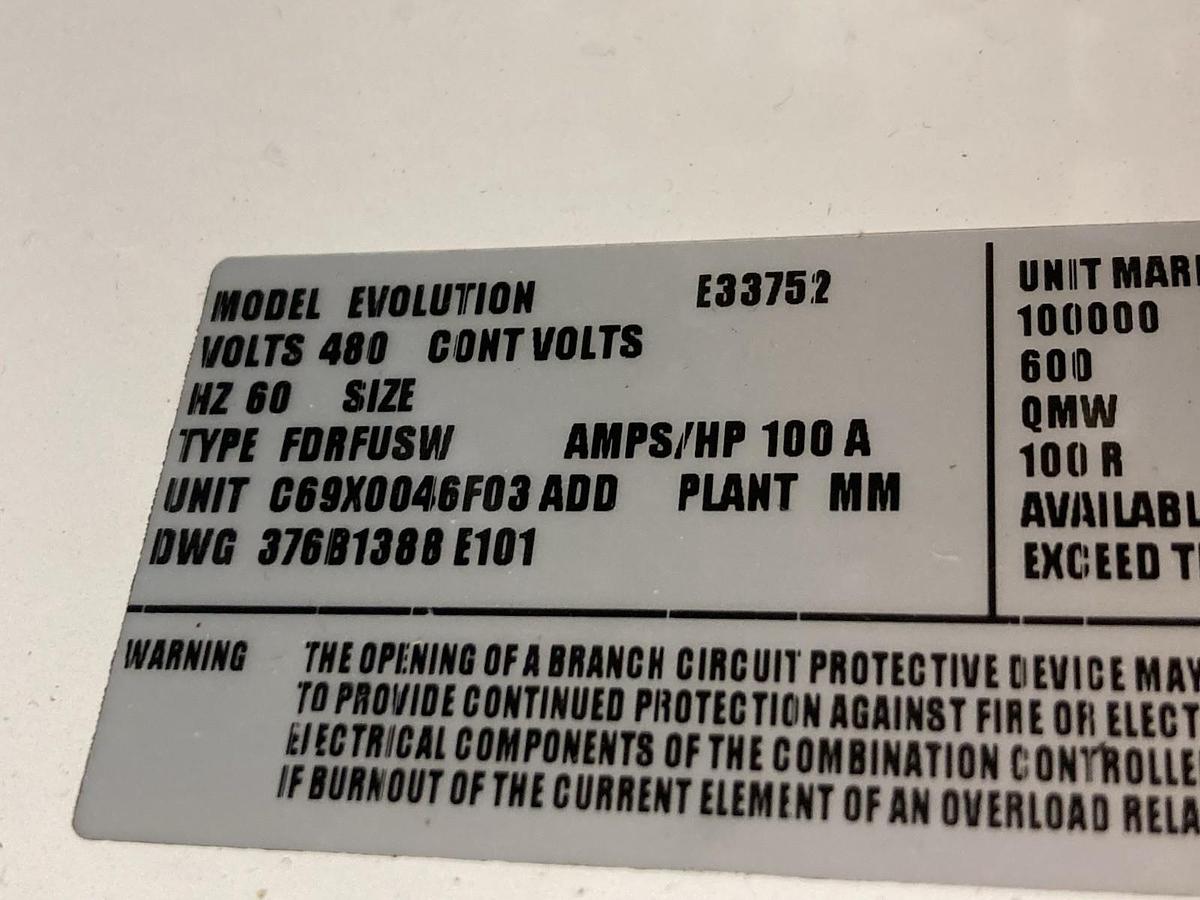 MODEL EVOLUTION E33752
VOLTS 480 CONT VOLTS
HZ 60 SIZE
TYPE FDRFUSW AMPS/HP 100 A
UNIT C69X0046F03 ADD PLANT MM
DWG 376B1388 E101
UNIT MARK
100000
600
QMW
100 R
AVAILABL
EXCEED T
WARNING THE OPENING OF A BRANCH CIRCUIT PROTECTIVE DEVICE MAY
TO PROVIDE CONTINUED PROTECTION AGAINST FIRE OR ELECT
ELECTRICAL COMPONENTS OF THE COMBINATION CONTROLLE
IF BURNOUT OF THE CURRENT ELEMENT OF AN OVERLOAD RELA